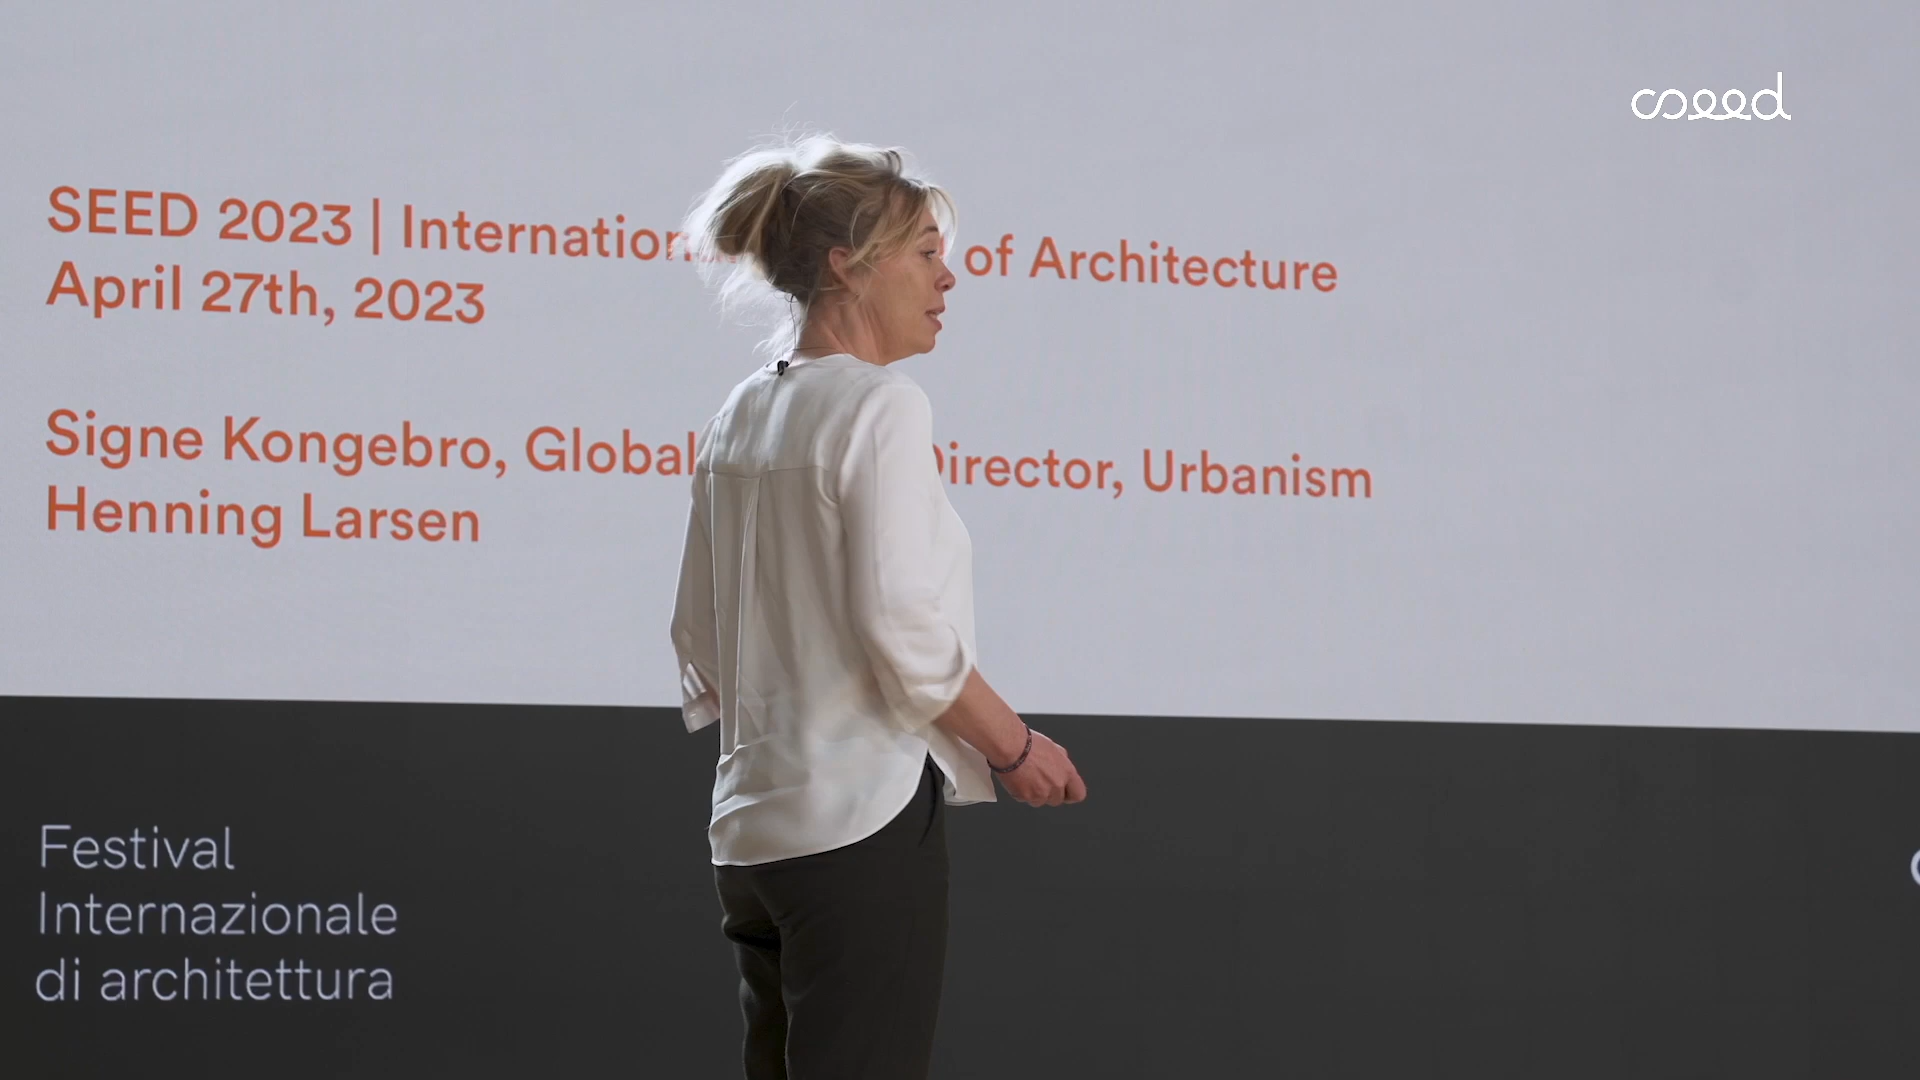 seed
SEED 2023 | Internation of Architecture
April 27th, 2023
Signe Kongebro, Global Director, Urbanism
Henning Larsen
Festival
Internazionale
di architettura